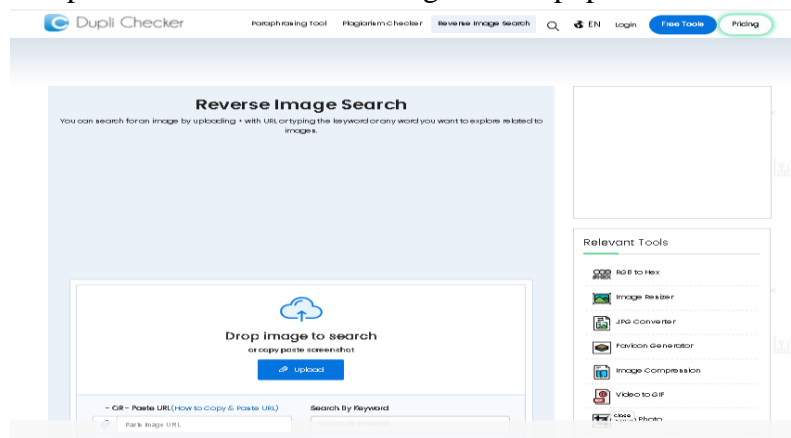 Dupli Checker
Paraphrasing Tool Plagiarism Checker Reverse Image Search EN Login Free Tools Pricing
Reverse Image Search
You can search for an image by uploading + with URL or typing the keyword or any word you want to explore related to
images.
Drop image to search
or copy paste screenshot
Upload
- OR - Paste URL(How to Copy & Paste URL) Search By Keyword
Paste Image URL
Relevant Tools
RGB to Hex
Image Resizer
JPG Converter
Favicon Generator
Image Compression
Video to GIF
close Photo